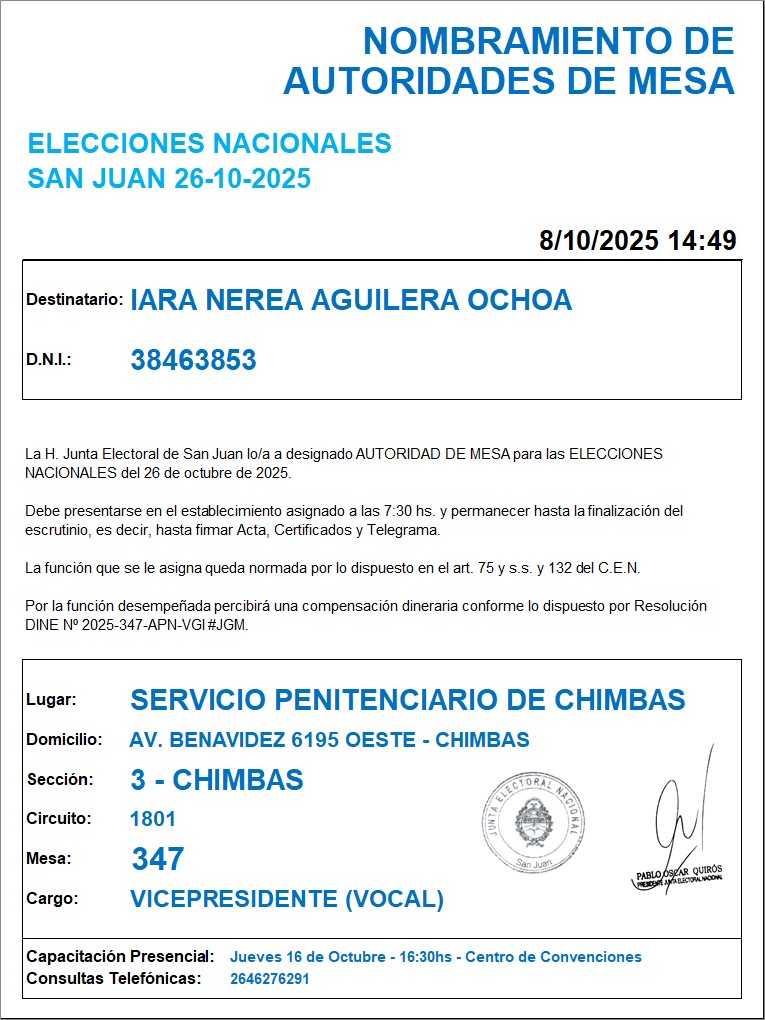 NOMBRAMIENTO DE
AUTORIDADES DE MESA
ELECCIONES NACIONALES
SAN JUAN 26-10-2025
8/10/2025 14:49
Destinatario: IARA NEREA AGUILERA OCHOA
D.N.I.: 38463853
La H. Junta Electoral de San Juan lo/a a designado AUTORIDAD DE MESA para las ELECCIONES
NACIONALES del 26 de octubre de 2025.
Debe presentarse en el establecimiento asignado a las 7:30 hs. y permanecer hasta la finalización del
escrutinio, es decir, hasta firmar Acta, Certificados y Telegrama.
La función que se le asigna queda normada por lo dispuesto en el art. 75 y s.s. y 132 del C.E.N.
Por la función desempeñada percibirá una compensación dineraria conforme lo dispuesto por Resolución
DINE Nº 2025-347-APN-VGI#JGM.
Lugar: SERVICIO PENITENCIARIO DE CHIMBAS
Domicilio: AV. BENAVIDEZ 6195 OESTE - CHIMBAS
Sección: 3 - CHIMBAS
Circuito: 1801
Mesa: 347
Cargo: VICEPRESIDENTE (VOCAL)
JUNTA ELECTORAL NACIONAL
San Juan
PABLO OSCAR QUIRÓS
PRESIDENTE JUNTA ELECTORAL NACIONAL
Capacitación Presencial: Jueves 16 de Octubre - 16:30hs - Centro de Convenciones
Consultas Telefónicas: 2646276291